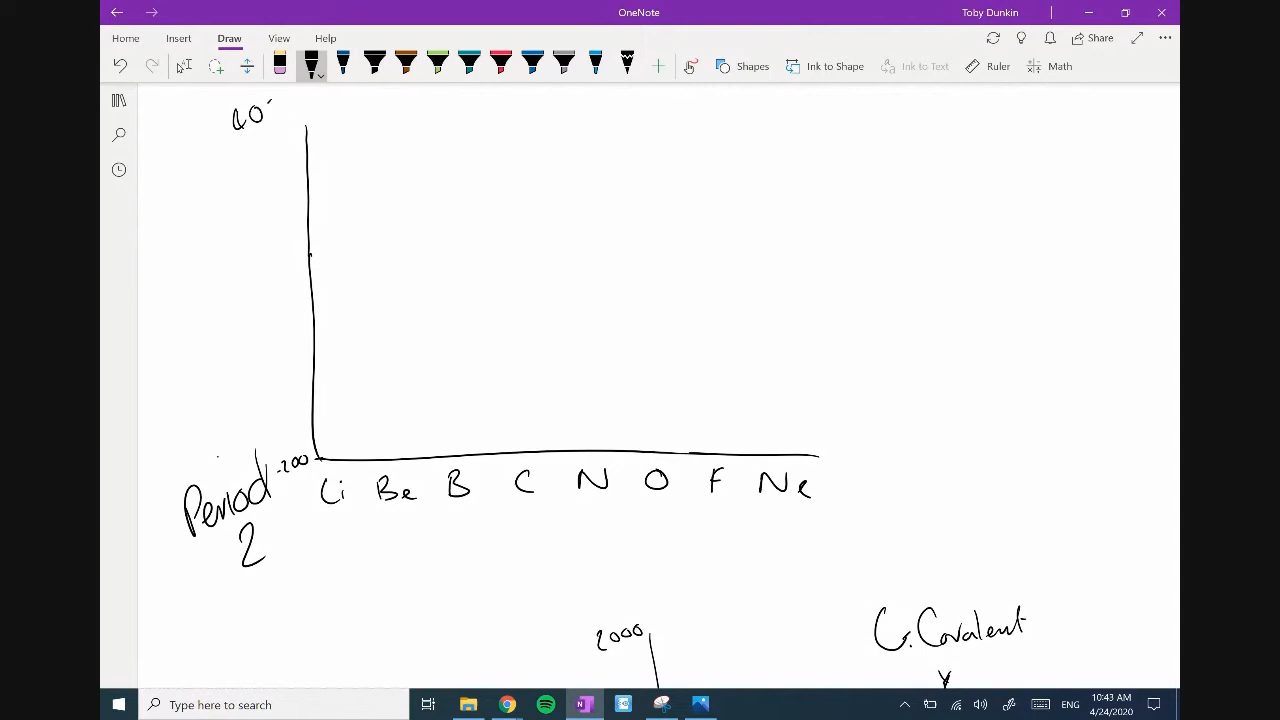 OneNote
Toby Dunkin
Home Insert Draw View Help
Share
Shapes
Ink to Shape
Ink to Text
Ruler
Math
-200
Li Be B C N O F Ne
Period
2
2000
G. Covalent
Type here to search
ENG
10:43 AM
4/24/2020